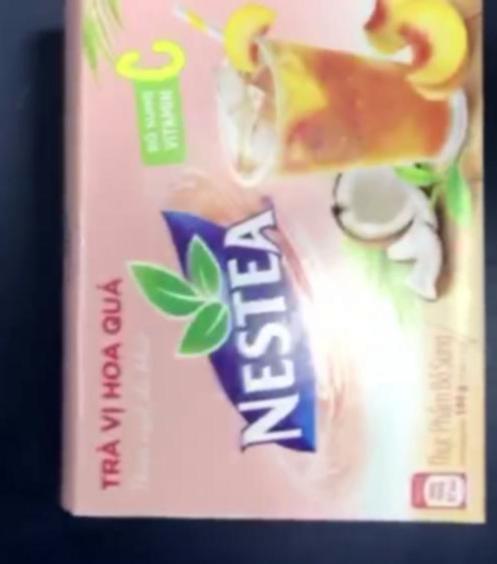 TRÀ VỊ HOA QUẢ
NESTEA
BỔ SUNG
VITAMIN
C
Thực Phẩm Bổ Sung